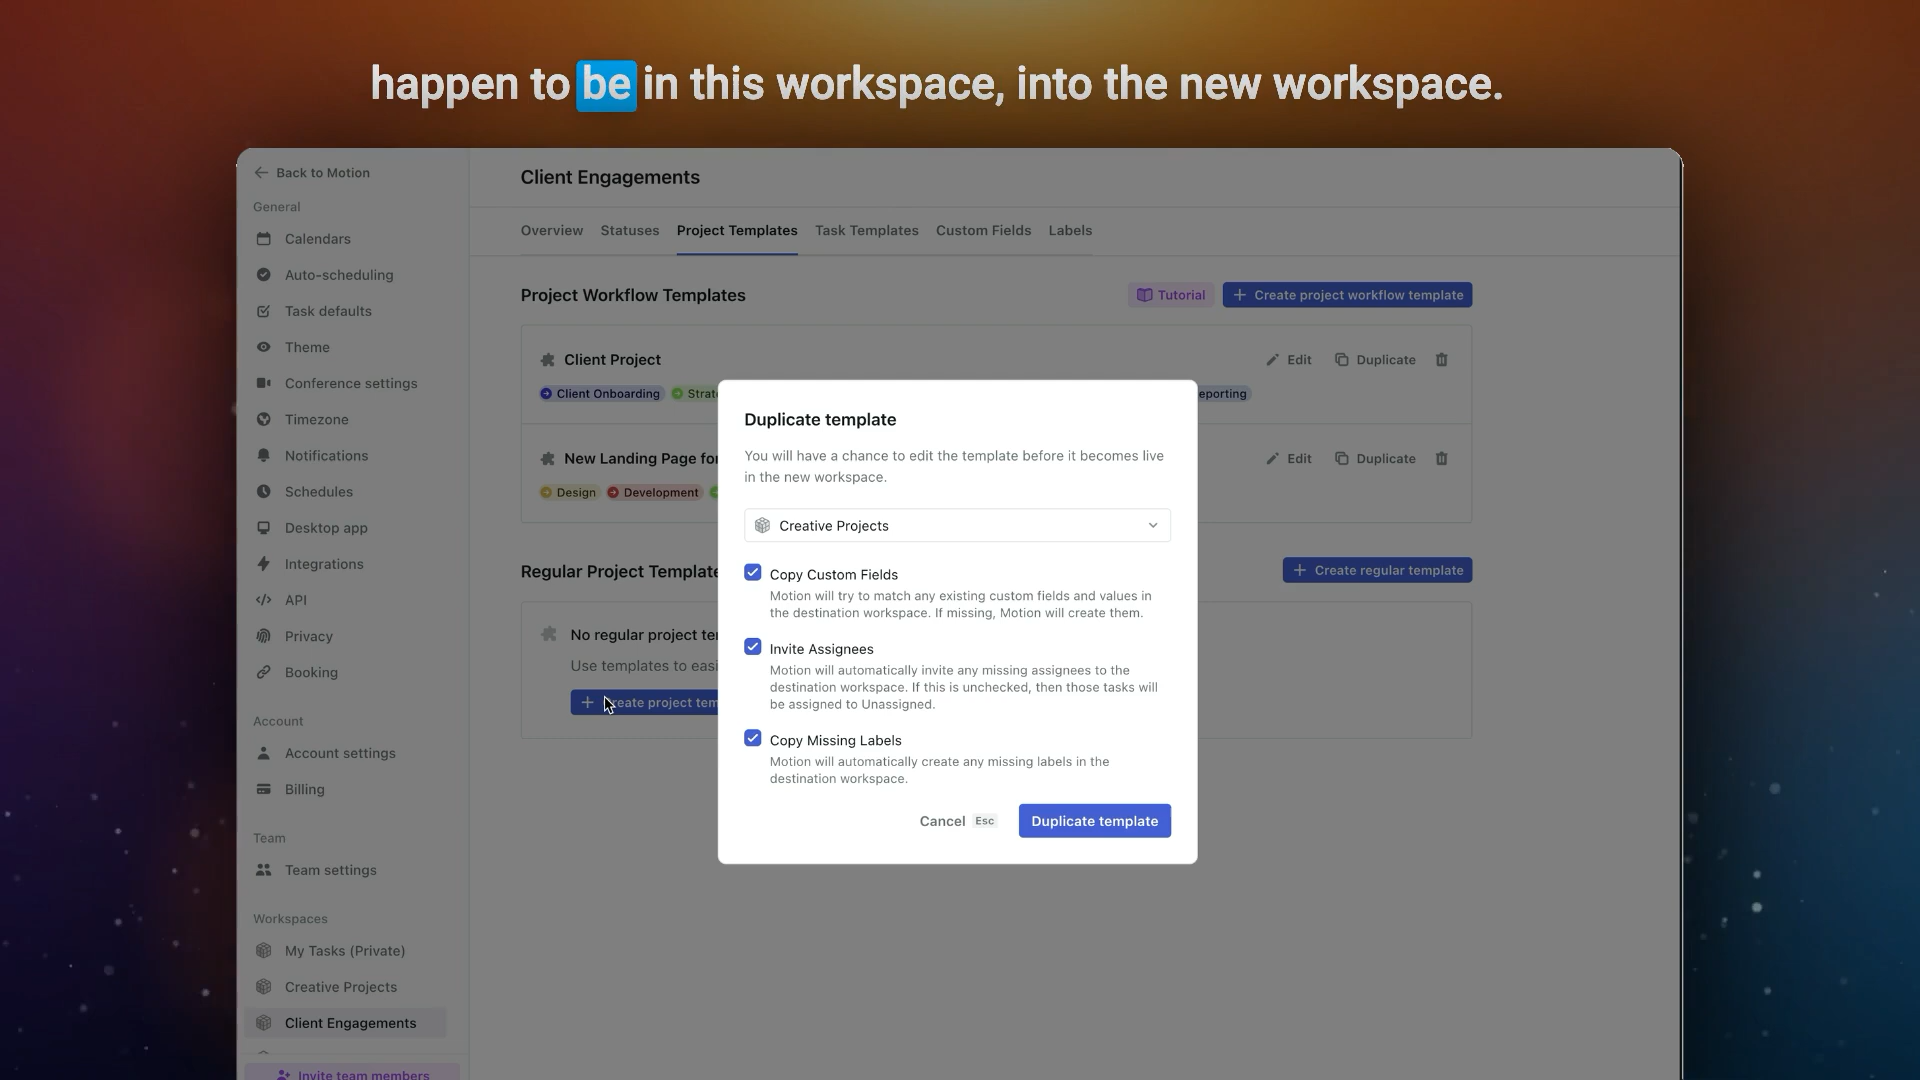 happen to be in this workspace, into the new workspace.
Back to Motion
General
Calendars
Auto-scheduling
Task defaults
Theme
Conference settings
Timezone
Notifications
Schedules
Desktop app
Integrations
API
Privacy
Booking
Account
Account settings
Billing
Team
Team settings
Workspaces
My Tasks (Private)
Creative Projects
Client Engagements
Invite team members
Client Engagements
Overview Statuses Project Templates Task Templates Custom Fields Labels
Project Workflow Templates Tutorial Create project workflow template
Client Project Edit Duplicate
Client Onboarding
New Landing Page Edit Duplicate
Design Development
Regular Project Create regular template
No regular project
Use templates to
project
Duplicate template
You will have a chance to edit the template before it becomes live
in the new workspace.
Creative Projects
Copy Custom Fields
Motion will try to match any existing custom fields and values in
the destination workspace. If missing, Motion will create them.
Invite Assignees
Motion will automatically invite any missing assignees to the
destination workspace. If this is unchecked, then those tasks will
be assigned to Unassigned.
Copy Missing Labels
Motion will automatically create any missing labels in the
destination workspace.
Cancel Esc Duplicate template